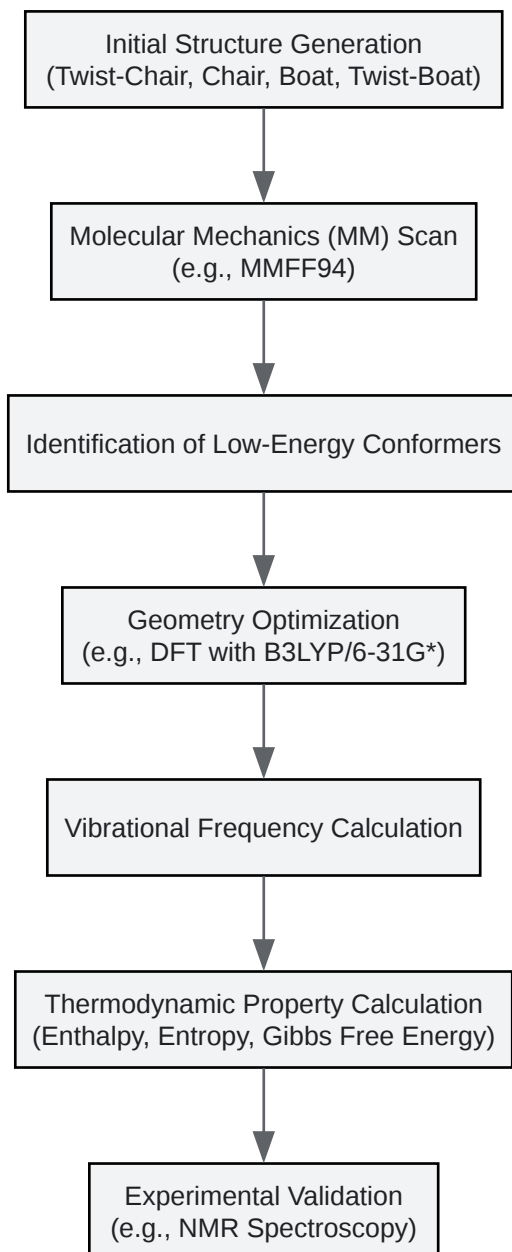 Initial Structure Generation
(Twist-Chair, Chair, Boat, Twist-Boat)
Molecular Mechanics (MM) Scan
(e.g., MMFF94)
Identification of Low-Energy Conformers
Geometry Optimization
(e.g., DFT with B3LYP/6-31G*)
Vibrational Frequency Calculation
Thermodynamic Property Calculation
(Enthalpy, Entropy, Gibbs Free Energy)
Experimental Validation
(e.g., NMR Spectroscopy)